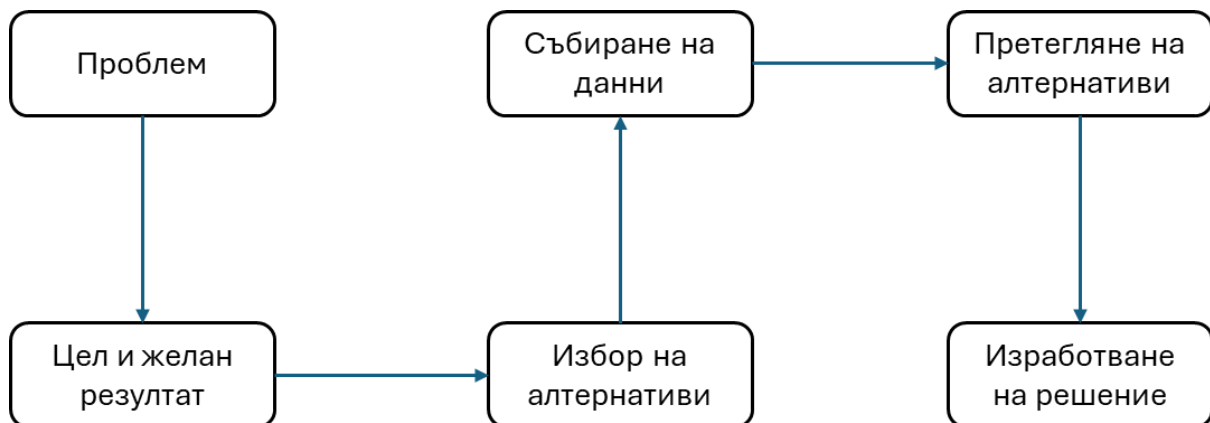 Проблем
Цел и желан
резултат
Избор на
алтернативи
Събиране на
данни
Претегляне на
алтернативи
Изработване
на решение